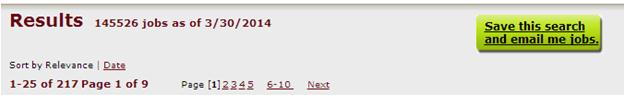 Results 145526 jobs as of 3/30/2014
Save this search
and email me jobs.
Sort by Relevance | Date
1-25 of 217 Page 1 of 9 Page [1] 2 3 4 5 6-10 Next